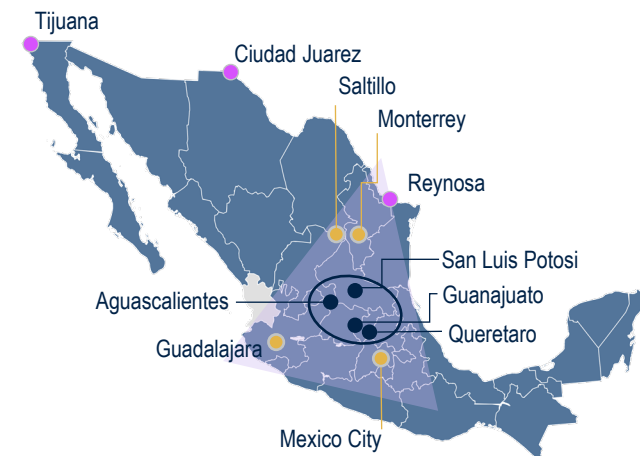 Tijuana
Ciudad Juarez
Saltillo
Monterrey
Reynosa
San Luis Potosi
Aguascalientes
Guanajuato
Queretaro
Guadalajara
Mexico City